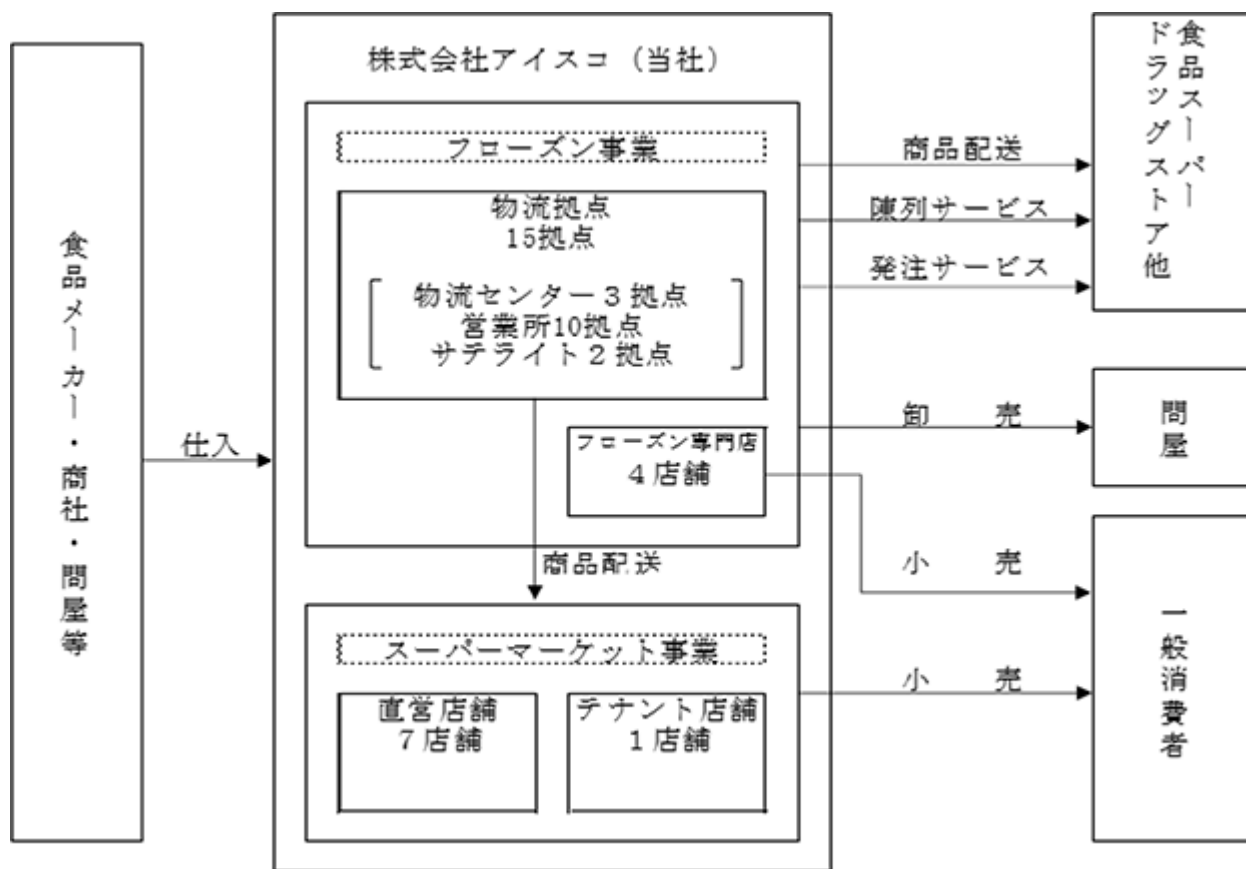 株式会社アイスコ（当社）
食品メーカー・商社・問屋等
仕入
フローズン事業
物流拠点
15拠点
物流センター３拠点
営業所10拠点
サテライト２拠点
フローズン専門店
４店舗
商品配送
スーパーマーケット事業
直営店舗
７店舗
テナント店舗
１店舗
商品配送
陳列サービス
発注サービス
卸　　売
小　　売
小　　売
食品スーパー
ドラッグストア他
問屋
一般消費者